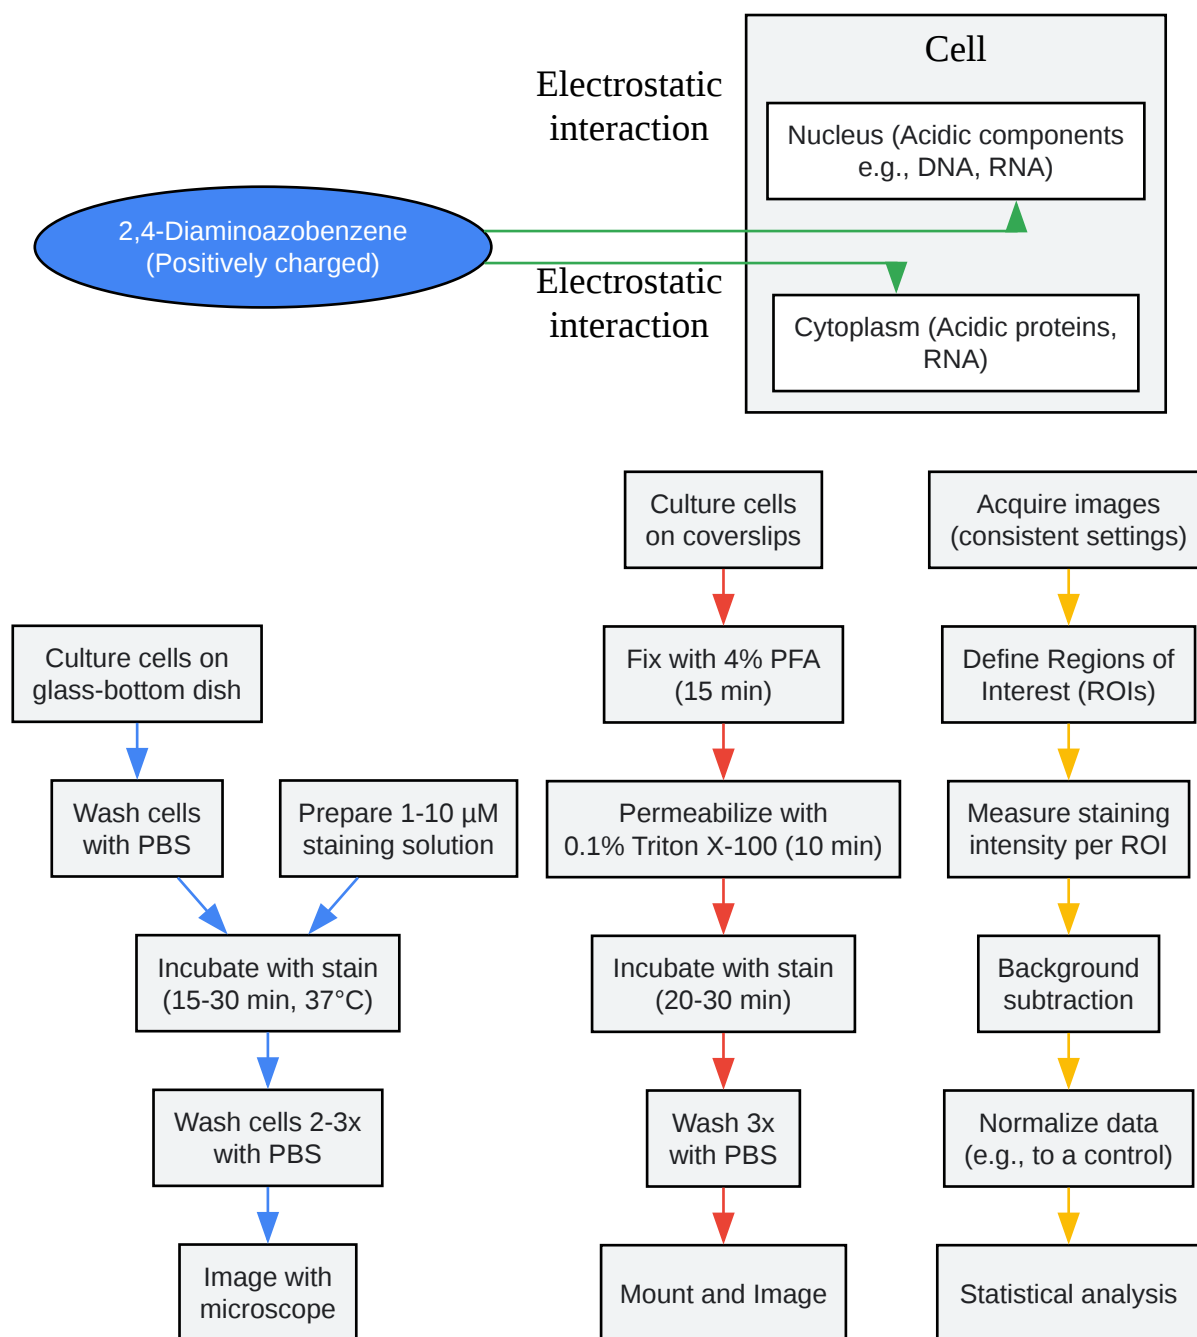 Cell
Electrostatic
interaction
Nucleus (Acidic components
e.g., DNA, RNA)
2,4-Diaminoazobenzene
(Positively charged)
Electrostatic
interaction
Cytoplasm (Acidic proteins,
RNA)
Culture cells on
glass-bottom dish
Wash cells
with PBS
Prepare 1-10 µM
staining solution
Incubate with stain
(15-30 min, 37°C)
Wash cells 2-3x
with PBS
Image with
microscope
Culture cells
on coverslips
Fix with 4% PFA
(15 min)
Permeabilize with
0.1% Triton X-100 (10 min)
Incubate with stain
(20-30 min)
Wash 3x
with PBS
Mount and Image
Acquire images
(consistent settings)
Define Regions of
Interest (ROIs)
Measure staining
intensity per ROI
Background
subtraction
Normalize data
(e.g., to a control)
Statistical analysis